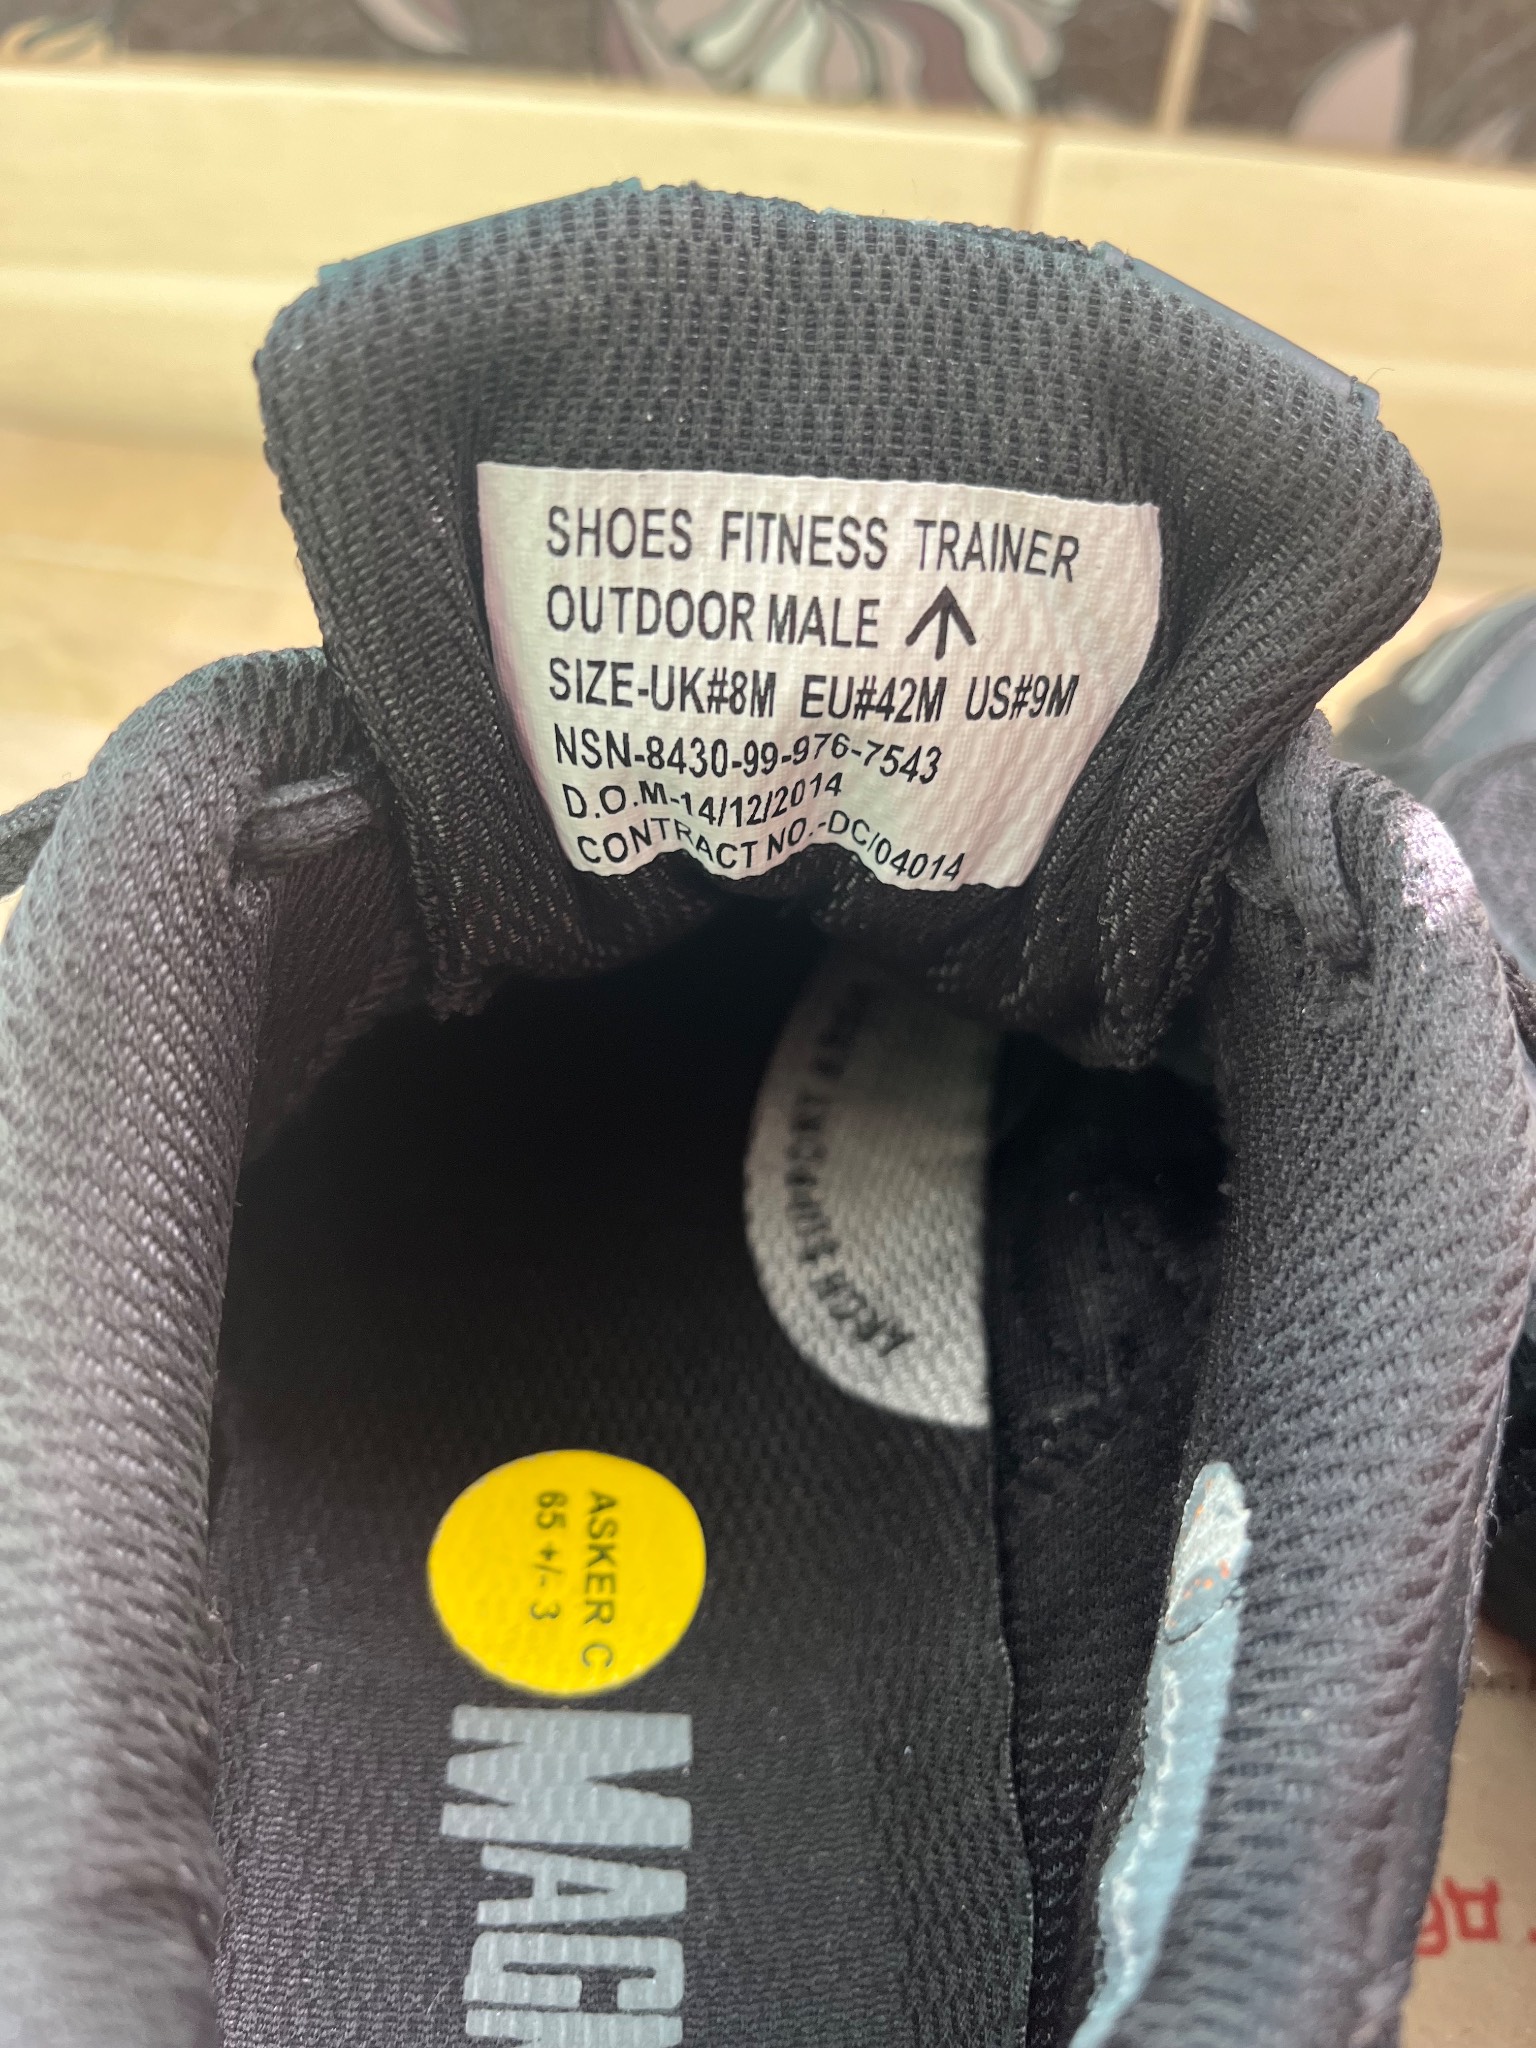 SHOES FITNESS TRAINER
OUTDOOR MALE ↑
SIZE-UK#8M EU#42M US#9M
NSN-8430-99-976-7543
D.O.M-14/12/2014
CONTRACT NO.-DC/04014
ASKER C
65 +/- 3